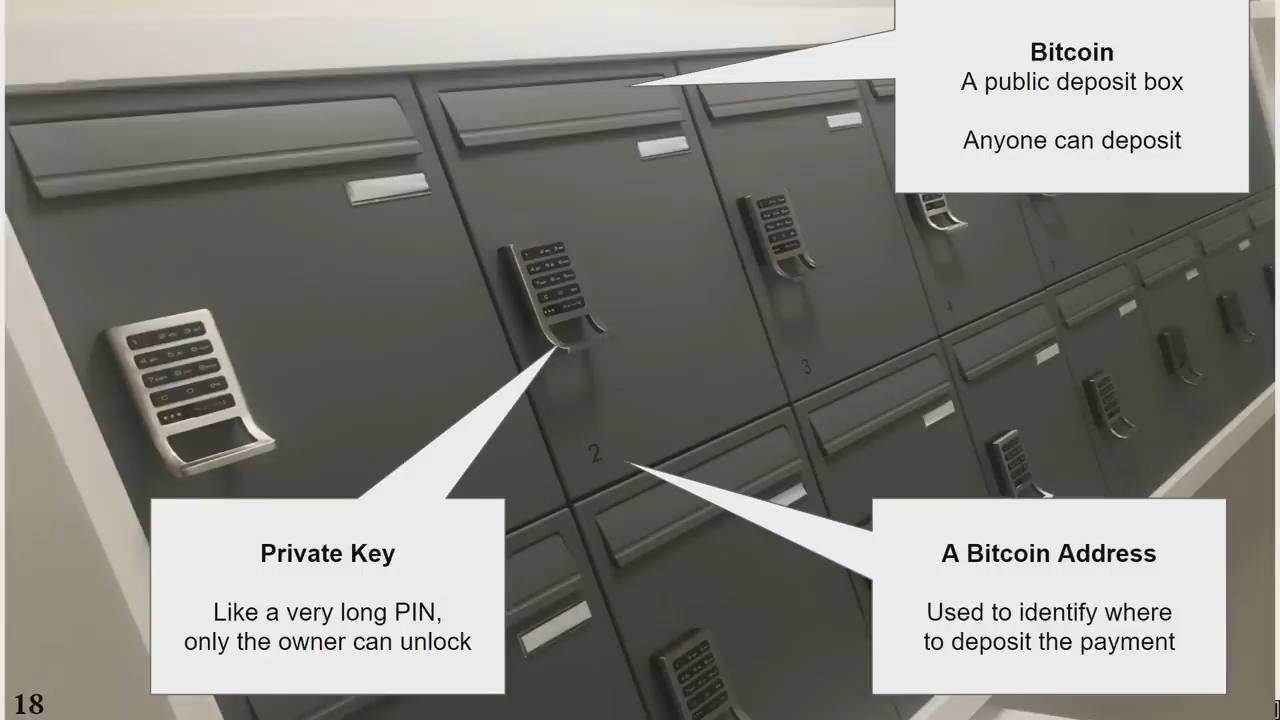 Bitcoin
A public deposit box
Anyone can deposit
3
4
2
Private Key
Like a very long PIN,
only the owner can unlock
A Bitcoin Address
Used to identify where
to deposit the payment
18